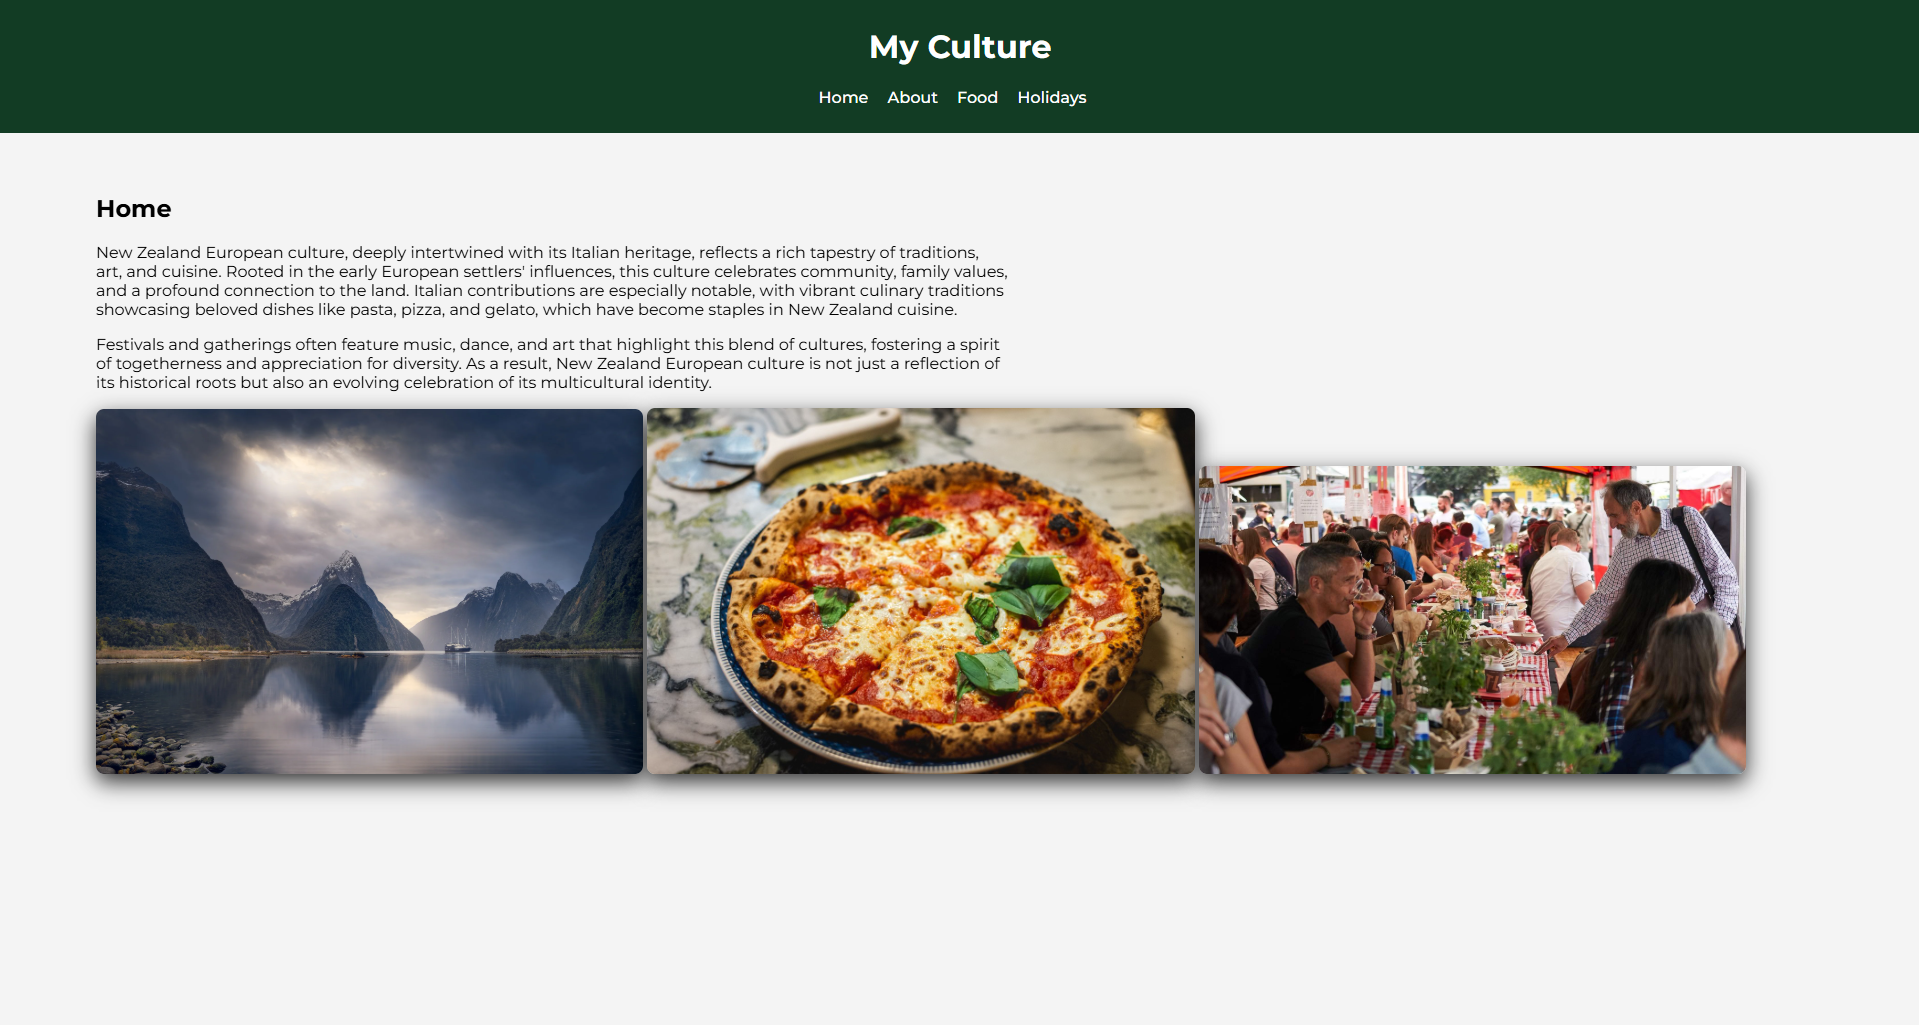 My Culture
Home About Food Holidays
Home
New Zealand European culture, deeply intertwined with its Italian heritage, reflects a rich tapestry of traditions,
art, and cuisine. Rooted in the early European settlers' influences, this culture celebrates community, family values,
and a profound connection to the land. Italian contributions are especially notable, with vibrant culinary traditions
showcasing beloved dishes like pasta, pizza, and gelato, which have become staples in New Zealand cuisine.
Festivals and gatherings often feature music, dance, and art that highlight this blend of cultures, fostering a spirit
of togetherness and appreciation for diversity. As a result, New Zealand European culture is not just a reflection of
its historical roots but also an evolving celebration of its multicultural identity.